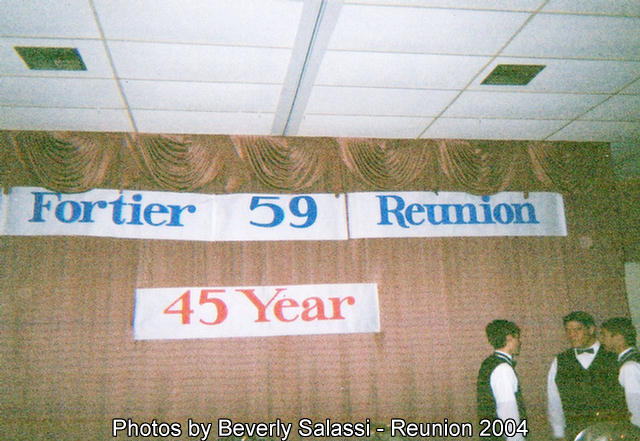 Fortier 59 Reunion
45 Year
Photos by Beverly Salassi - Reunion 2004